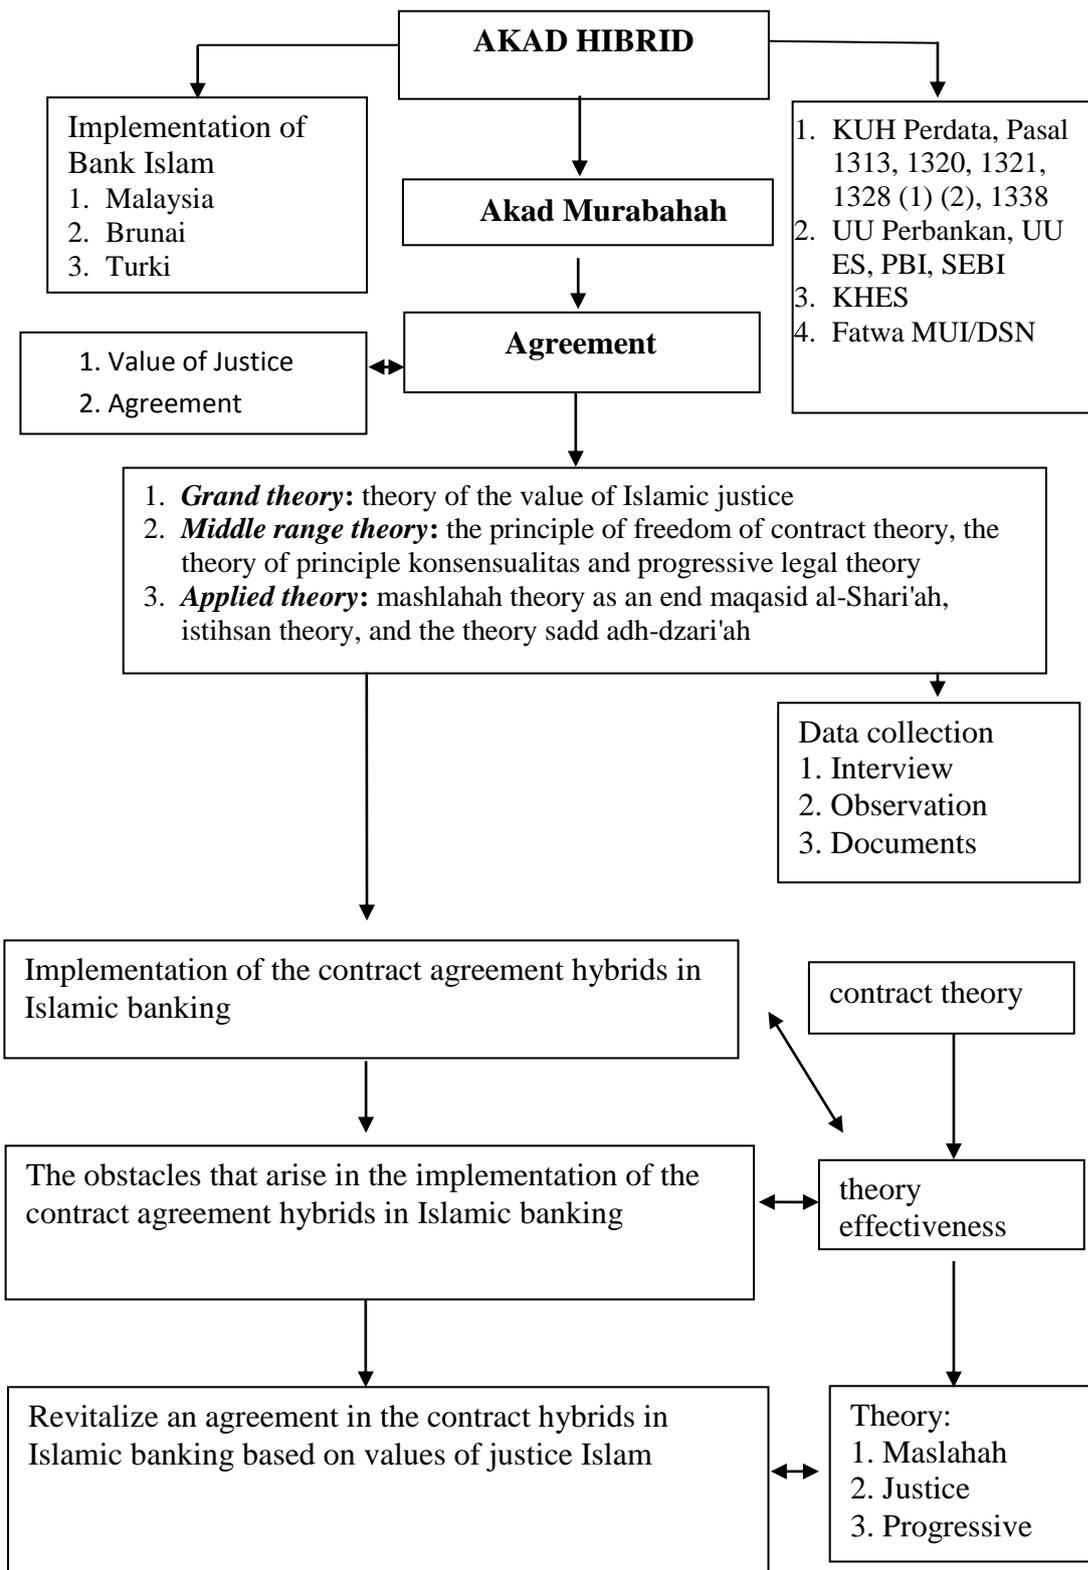 AKAD HIBRID
Implementation of
Bank Islam
1. Malaysia
2. Brunai
3. Turki
1. KUH Perdata, Pasal
1313, 1320, 1321,
1328 (1) (2), 1338
2. UU Perbankan, UU
ES, PBI, SEBI
3. KHES
4. Fatwa MUI/DSN
Akad Murabahah
Agreement
1. Value of Justice
2. Agreement
1. Grand theory: theory of the value of Islamic justice
2. Middle range theory: the principle of freedom of contract theory, the
theory of principle konsensualitas and progressive legal theory
3. Applied theory: mashlahah theory as an end maqasid al-Shari'ah,
istihsan theory, and the theory sadd adh-dzari'ah
Data collection
1. Interview
2. Observation
3. Documents
Implementation of the contract agreement hybrids in
Islamic banking
contract theory
The obstacles that arise in the implementation of the
contract agreement hybrids in Islamic banking
theory
effectiveness
Revitalize an agreement in the contract hybrids in
Islamic banking based on values of justice Islam
Theory:
1. Maslahah
2. Justice
3. Progressive